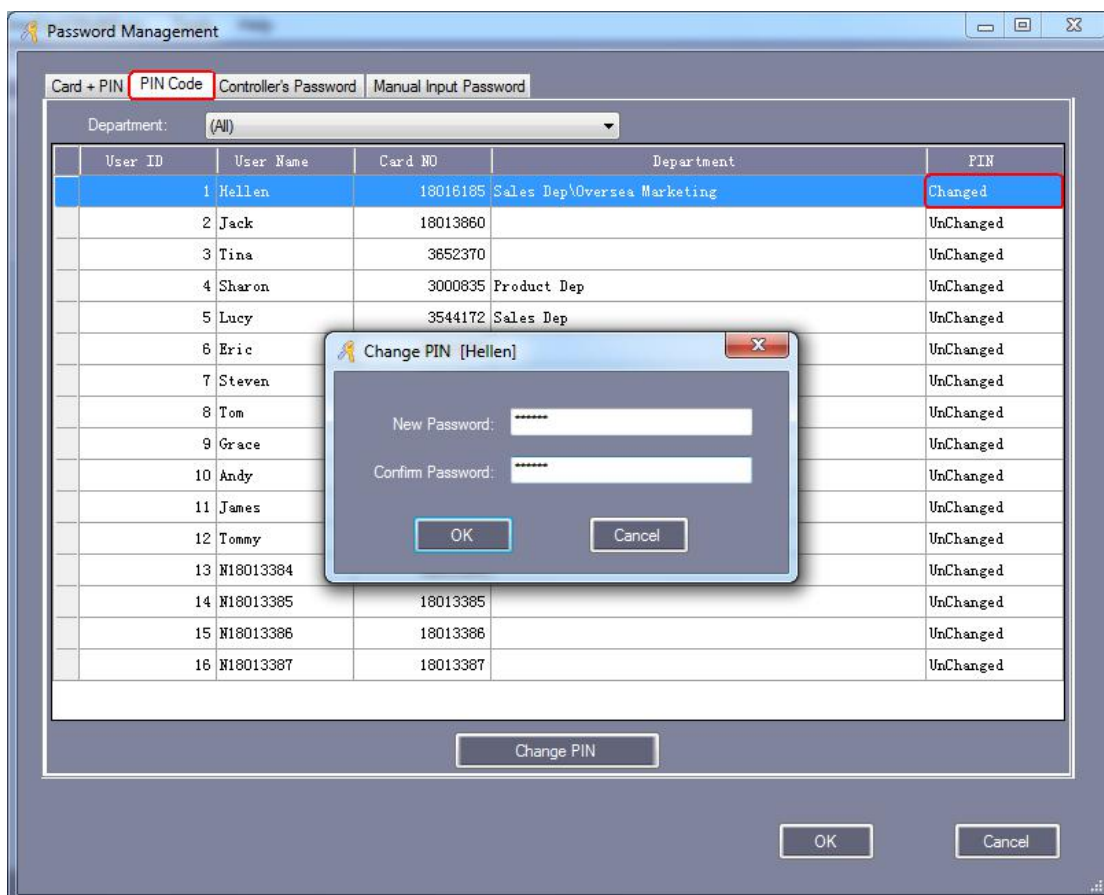 Password Management
Card + PIN PIN Code Controller's Password Manual Input Password
Department: (All)
User ID User Name Card NO Department PIN
1 Hellen 18016185 Sales Dep\Oversea Marketing Changed
2 Jack 18013860 UnChanged
3 Tina 3652370 UnChanged
4 Sharon 3000835 Product Dep UnChanged
5 Lucy 3544172 Sales Dep UnChanged
6 Eric UnChanged
7 Steven UnChanged
8 Tom UnChanged
9 Grace UnChanged
10 Andy UnChanged
11 James UnChanged
12 Tommy UnChanged
13 N18013384 UnChanged
14 N18013385 18013385 UnChanged
15 N18013386 18013386 UnChanged
16 N18013387 18013387 UnChanged
Change PIN [Hellen]
New Password: ******
Confirm Password: ******
OK Cancel
Change PIN
OK Cancel